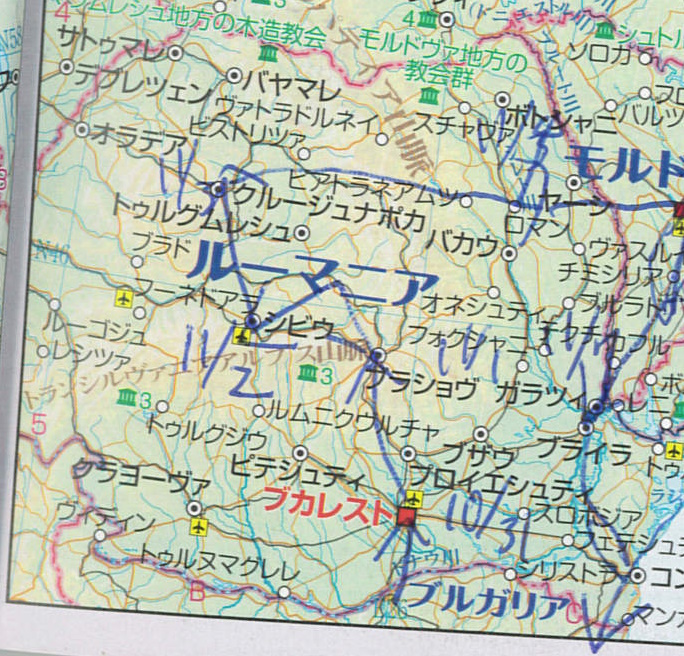 4
ムレシュ地方の木造教会
3
4
モルドヴァ地方の
教会群
サトゥマレ
ソロカ
デブレツェン
バヤマレ
ヴァトラドルネイ
スチャヴァ
ボトシャニ
バルツ
オラデア
ビストリツァ
モルド
クルージュナポカ
ピアトラネアムツ
ヤーシ
トゥルグムレシュ
ロマン
ブラド
バカウ
ヴァスル
チミシリア
N46
ルーマニア
フーネドアラ
オネシュティ
ブルラド
ルーゴジュ
シビウ
フォクシャニ
カフル
レシツァ
11/2
トランシルヴァニアアルプス山脈
3
ブラショヴ
ガラツィ
レニ
5
3
ルムニクウルチャ
トゥルグジウ
ブザウ
ブライラ
クラヨーヴァ
ピテシュティ
プロイエシュティ
ブカレスト
10/31
スロボジア
ヴィディン
フェテシュテ
トゥルヌマグレレ
シリストラ
コン
B
ブルガリア
C
マンガ